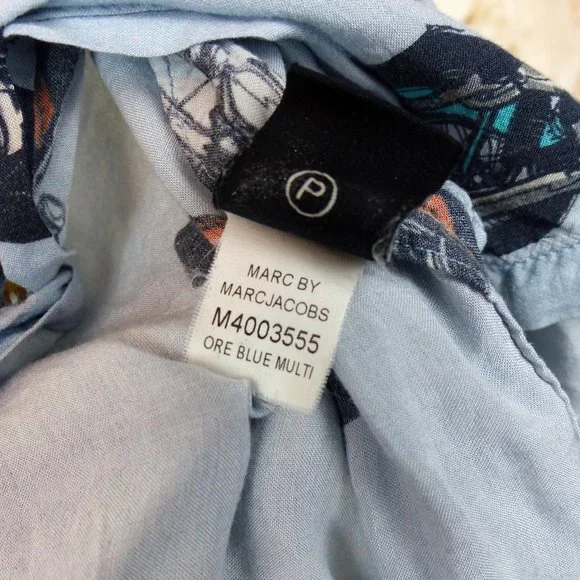 P
MARC BY
MARCJACOBS
M4003555
ORE BLUE MULTI